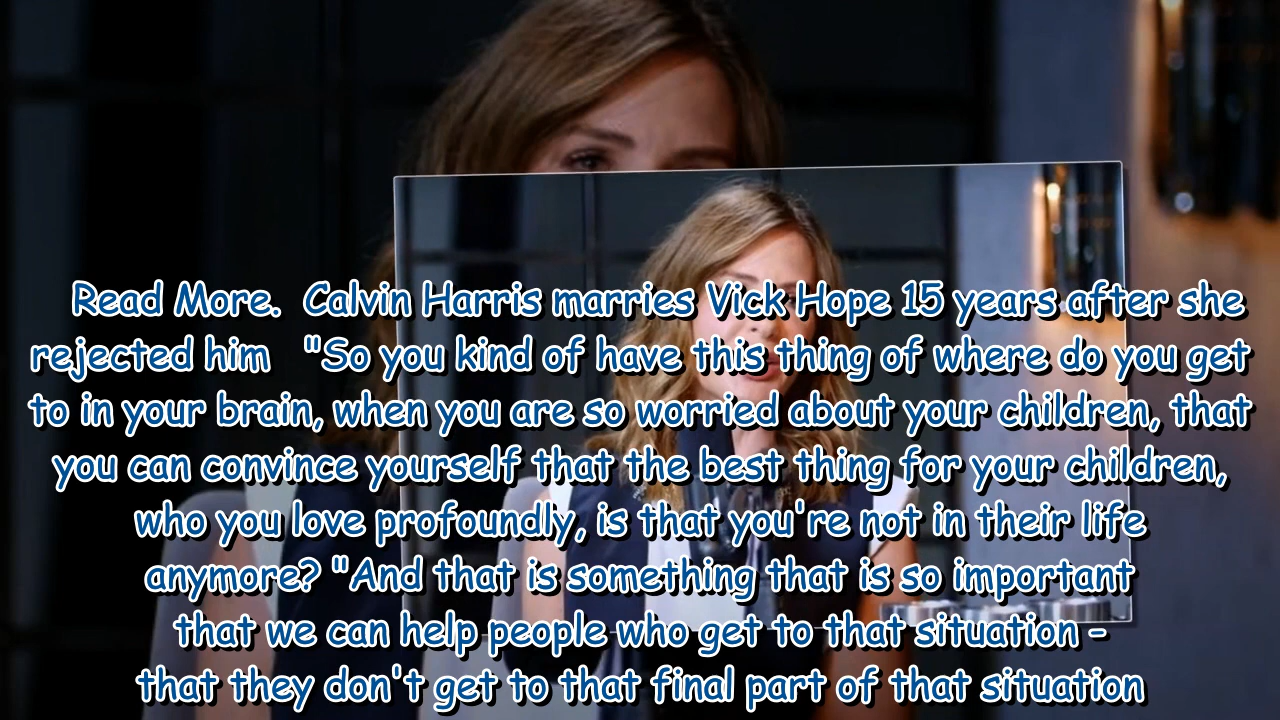 Read More.  Calvin Harris marries Vick Hope 15 years after she
rejected him   "So you kind of have this thing of where do you get
to in your brain, when you are so worried about your children, that
you can convince yourself that the best thing for your children,
who you love profoundly, is that you're not in their life
anymore? "And that is something that is so important
that we can help people who get to that situation -
that they don't get to that final part of that situation